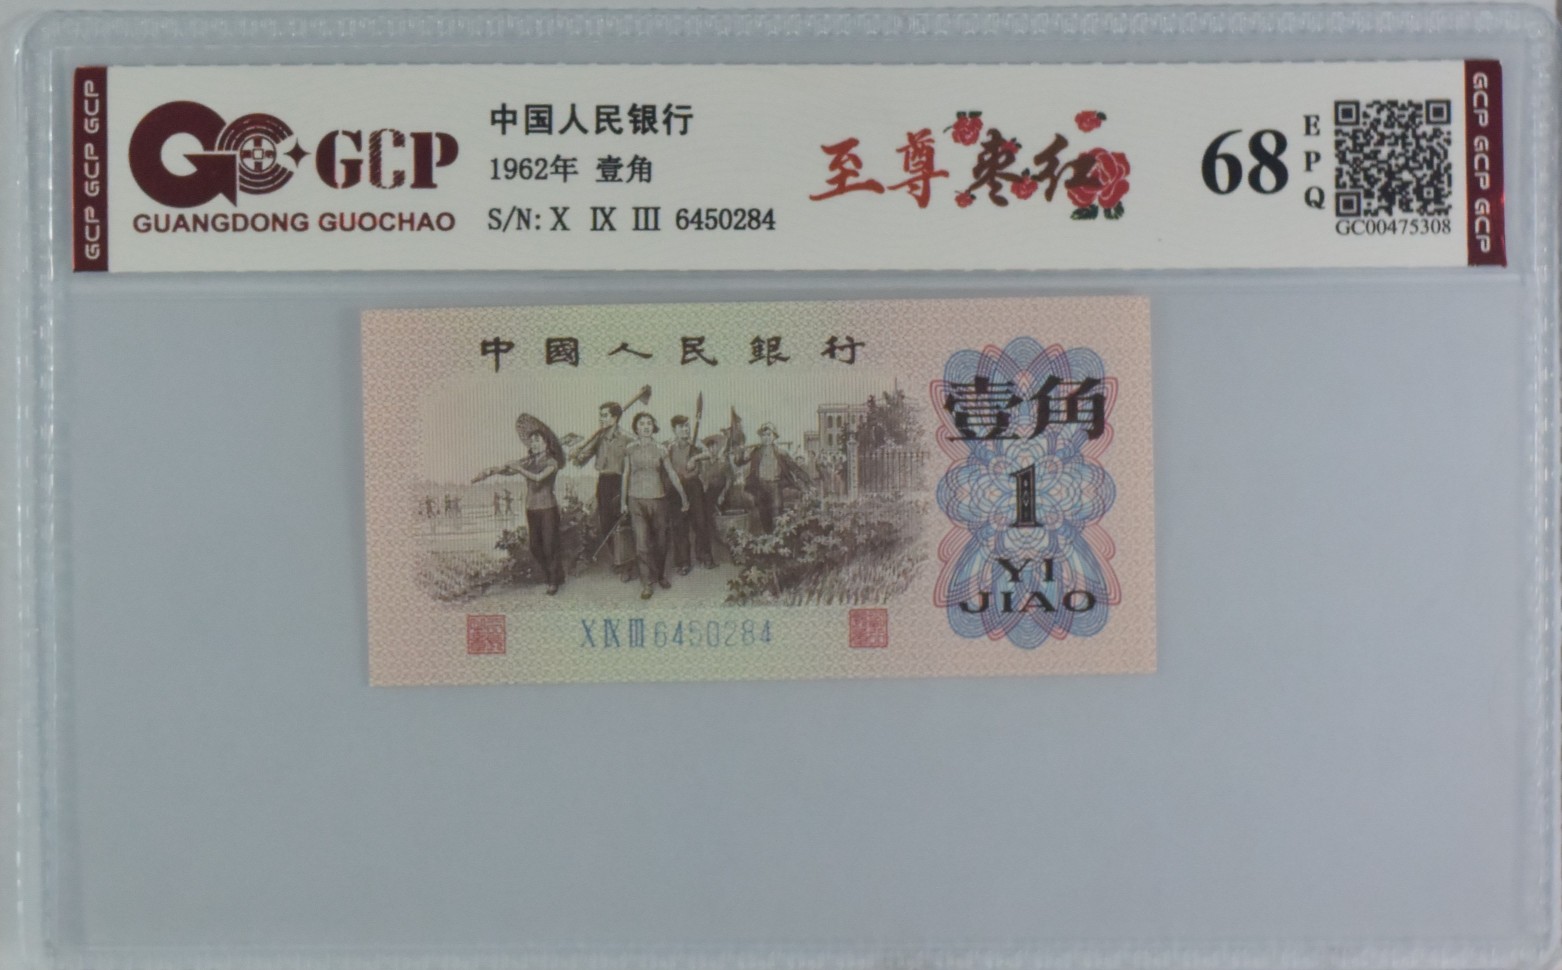 GCP GCP GCP
GCP
GUANGDONG GUOCHAO
中国人民银行
1962年 壹角
S/N: X IX III 6450284
至尊枣红
68
EPQ
GC00475308
GCP GCP GCP
中國人民銀行
壹角
1
YI
JIAO
X IX III 6450284